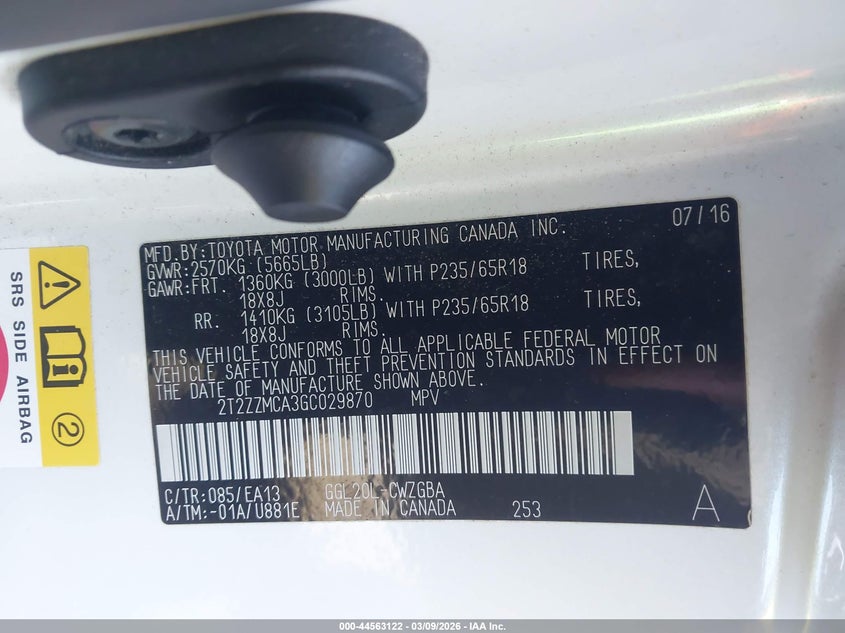 07/16
MFD.BY:TOYOTA MOTOR MANUFACTURING CANADA INC.
GVWR:2570KG (5665LB)
GAWR:FRT. 1360KG (3000LB) WITH P235/65R18 TIRES,
18X8J RIMS.
RR. 1410KG (3105LB) WITH P235/65R18 TIRES,
18X8J RIMS.
THIS VEHICLE CONFORMS TO ALL APPLICABLE FEDERAL MOTOR
VEHICLE SAFETY AND THEFT PREVENTION STANDARDS IN EFFECT ON
THE DATE OF MANUFACTURE SHOWN ABOVE.
2T2ZZMCA3GC029870 MPV
C/TR:085/EA13 GGL20L-CWZGBA
A/TM:-01A/U881E MADE IN CANADA 253 A
SRS SIDE AIRBAG
2
000-44563122 - 03/09/2026 - IAA Inc.